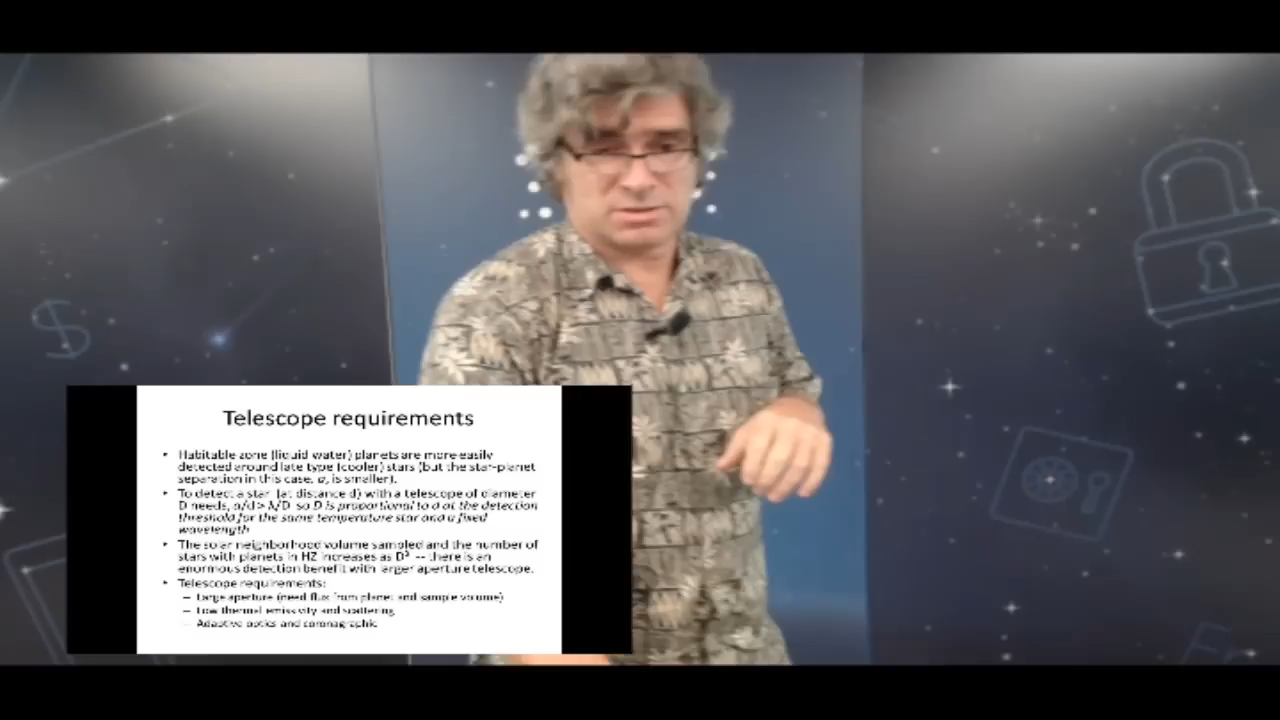 $
Telescope requirements
• Habitable zone (liquid water) planets are more easily
detected around late type (cooler) stars (but the star-planet
separation in this case, a, is smaller).
• To detect a star (at distance d) with a telescope of diameter
D needs, a/d > λ/D so D is proportional to d at the detection
threshold for the same temperature star and a fixed
wavelength
• The solar neighborhood volume sampled and the number of
stars with planets in HZ increases as D³ -- there is an
enormous detection benefit with larger aperture telescope.
• Telescope requirements:
– Large aperture (need flux from planet and sample volume)
– Low thermal emissivity and scattering
– Adaptive optics and coronagraphic